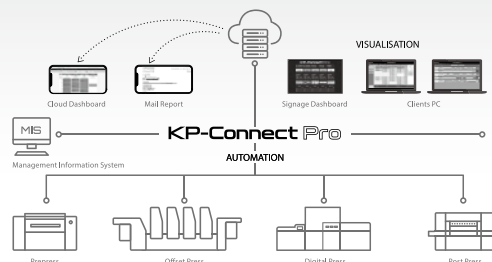 VISUALISATION
Cloud Dashboard
Mail Report
Signage Dashboard
Clients PC
MIS
KP-Connect Pro
Management Information System
AUTOMATION
Prepress
Offset Press
Digital Press
Port Press